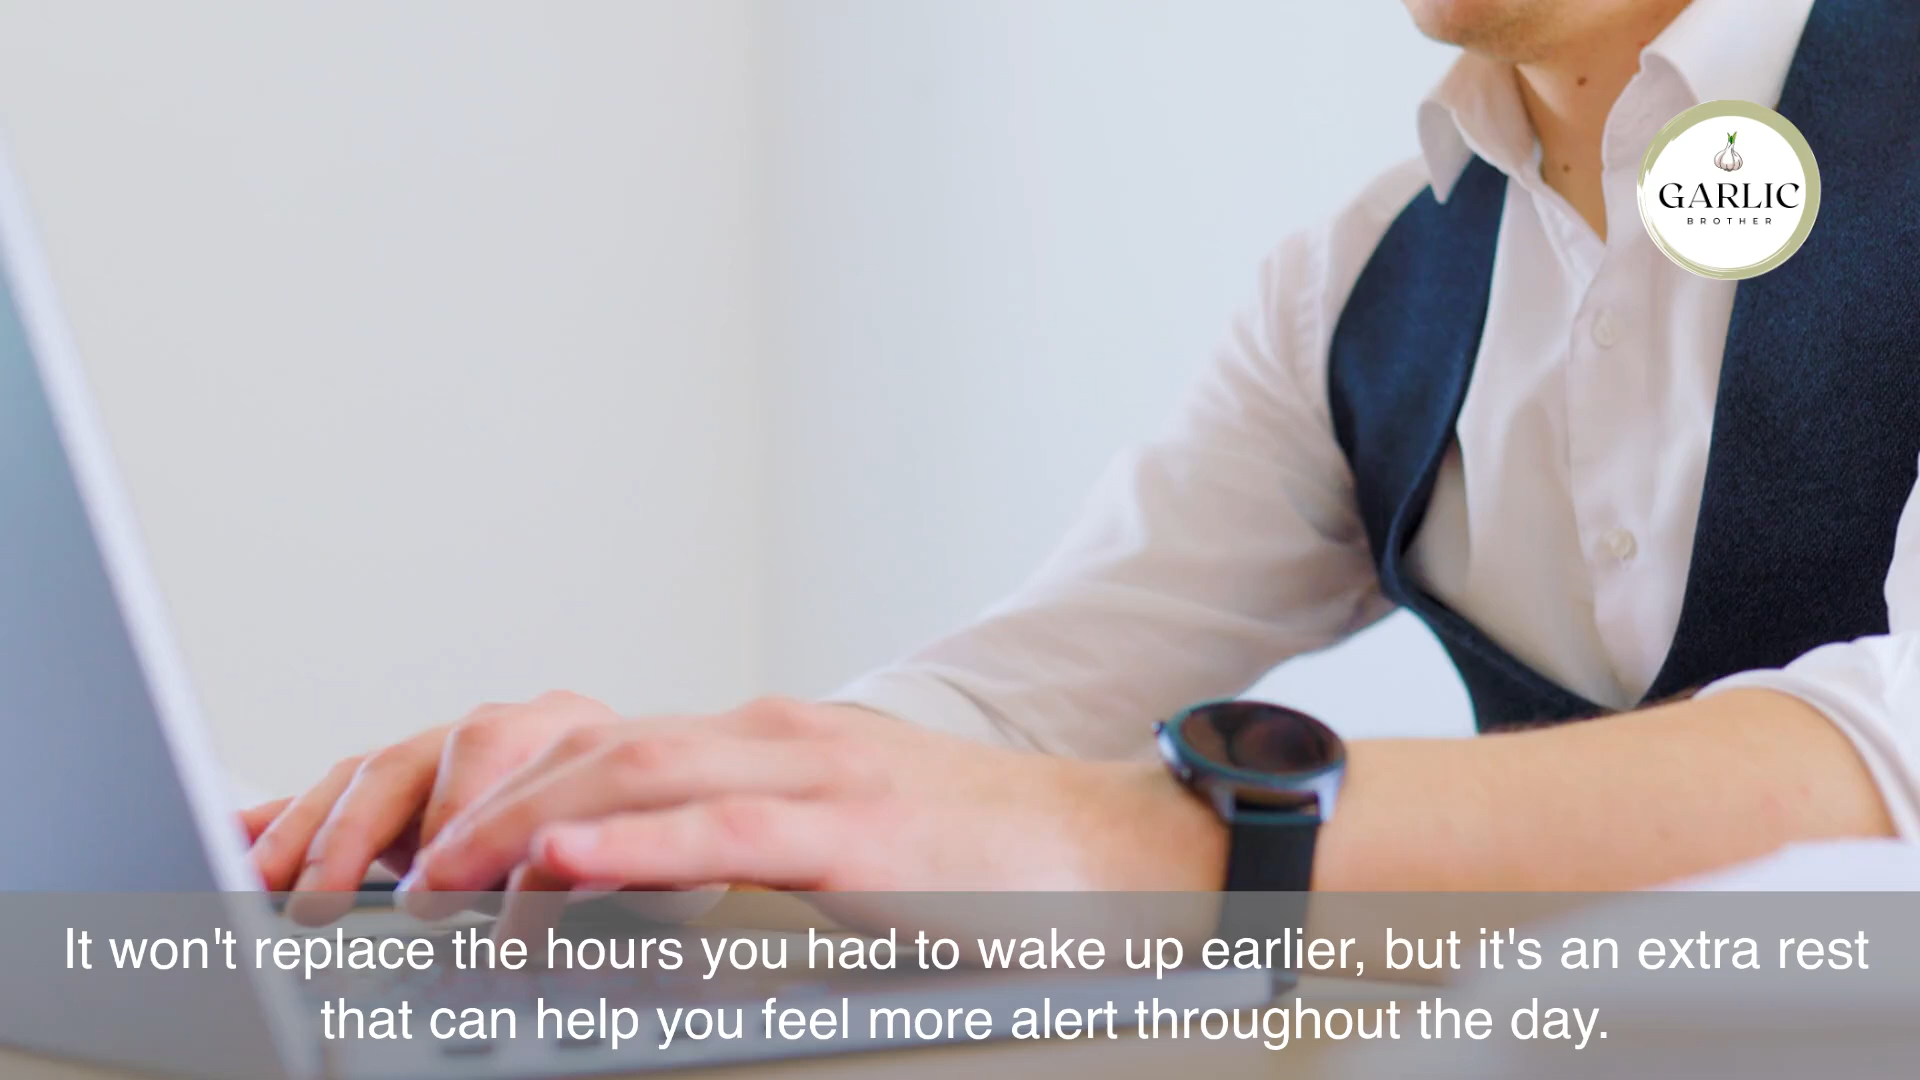 GARLIC
BROTHER
It won't replace the hours you had to wake up earlier, but it's an extra rest
that can help you feel more alert throughout the day.